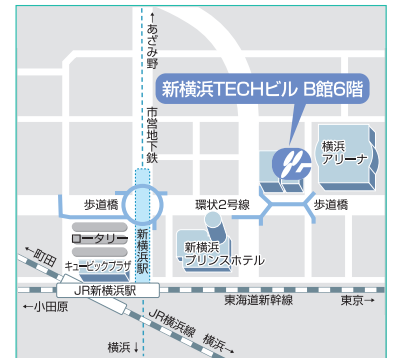 ←あざみ野
市営地下鉄
新横浜TECHビル B館6階
横浜
アリーナ
歩道橋
環状2号線
歩道橋
ロータリー
新横浜駅
新横浜
プリンスホテル
キュービックプラザ
←町田
JR新横浜駅
東海道新幹線
東京→
←小田原
JR横浜線 横浜→
横浜↓